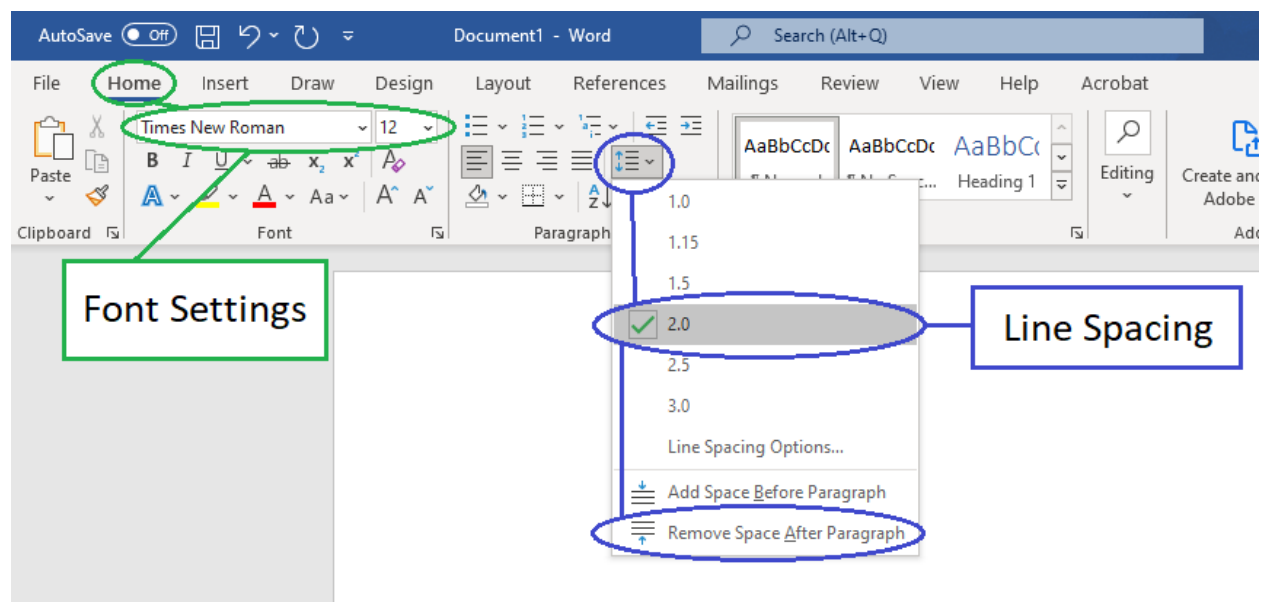 AutoSave Off Document1 - Word Search (Alt+Q)
File Home Insert Draw Design Layout References Mailings Review View Help Acrobat
Times New Roman 12
B I U ab x₂ x² A
A A Aa A A
Paste
AaBbCcDc AaBbCcDc AaBbCc
Heading 1
Editing
Create and
Adobe
Clipboard Font Paragraph
1.0
1.15
1.5
2.0
2.5
3.0
Line Spacing Options...
Add Space Before Paragraph
Remove Space After Paragraph
Font Settings
Line Spacing